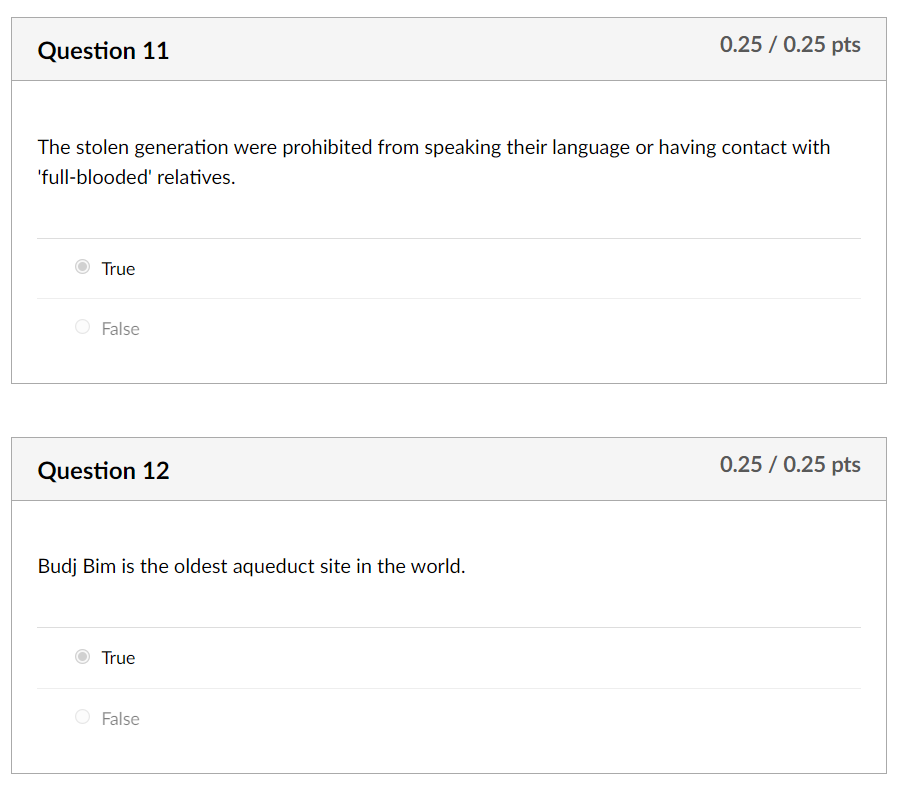 Question 11
0.25 / 0.25 pts
The stolen generation were prohibited from speaking their language or having contact with
'full-blooded' relatives.
True
False
Question 12
0.25 / 0.25 pts
Budj Bim is the oldest aqueduct site in the world.
True
False